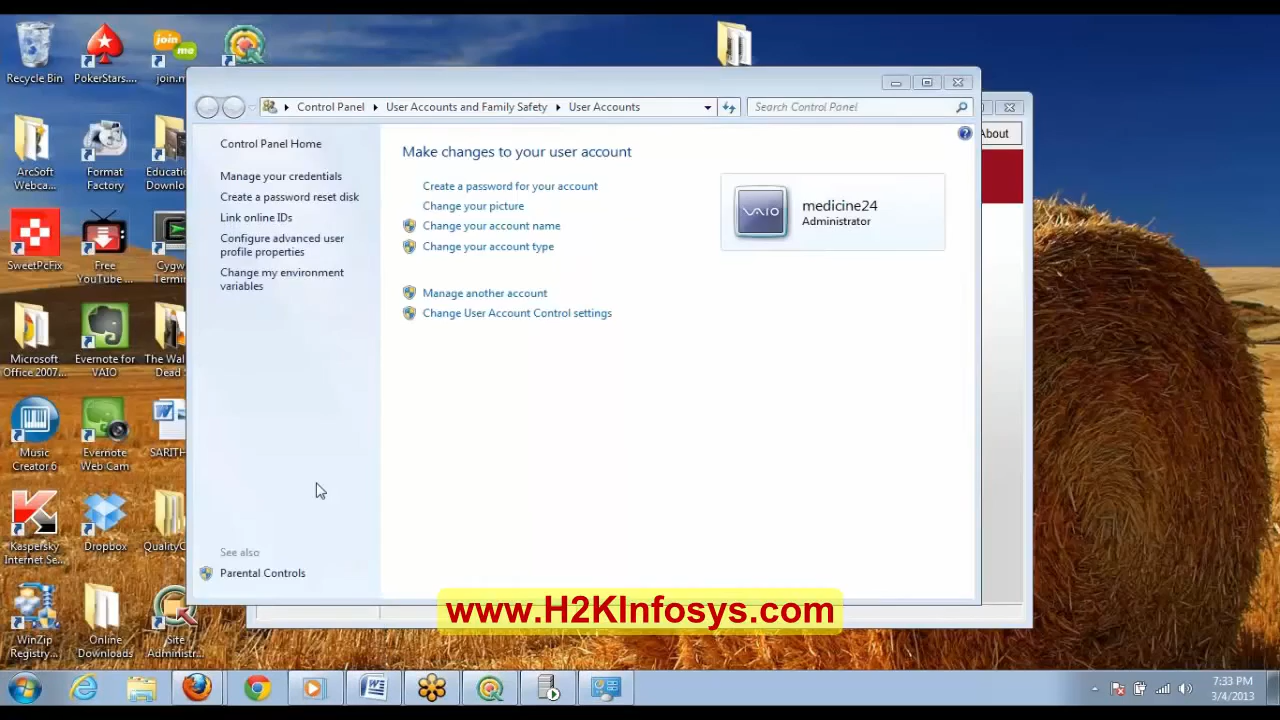 Recycle Bin
PokerStars....
join.m
join
me
ArcSoft
Webca...
Format
Factory
Educatio
Downlo
SweetPcFix
Free
YouTube ...
Cygw
Termin
Microsoft
Office 2007...
Evernote for
VAIO
The Wal
Dead S
Music
Creator 6
Evernote
Web Cam
SARITH
Kaspersky
Internet Se...
Dropbox
QualityC
WinZip
Registry...
Online
Downloads
Site
Administr...
Control Panel
User Accounts and Family Safety
User Accounts
Search Control Panel
About
Control Panel Home
Manage your credentials
Create a password reset disk
Link online IDs
Configure advanced user
profile properties
Change my environment
variables
See also
Parental Controls
Make changes to your user account
Create a password for your account
Change your picture
Change your account name
Change your account type
Manage another account
Change User Account Control settings
VAIO
medicine24
Administrator
www.H2KInfosys.com
7:33 PM
3/4/2013